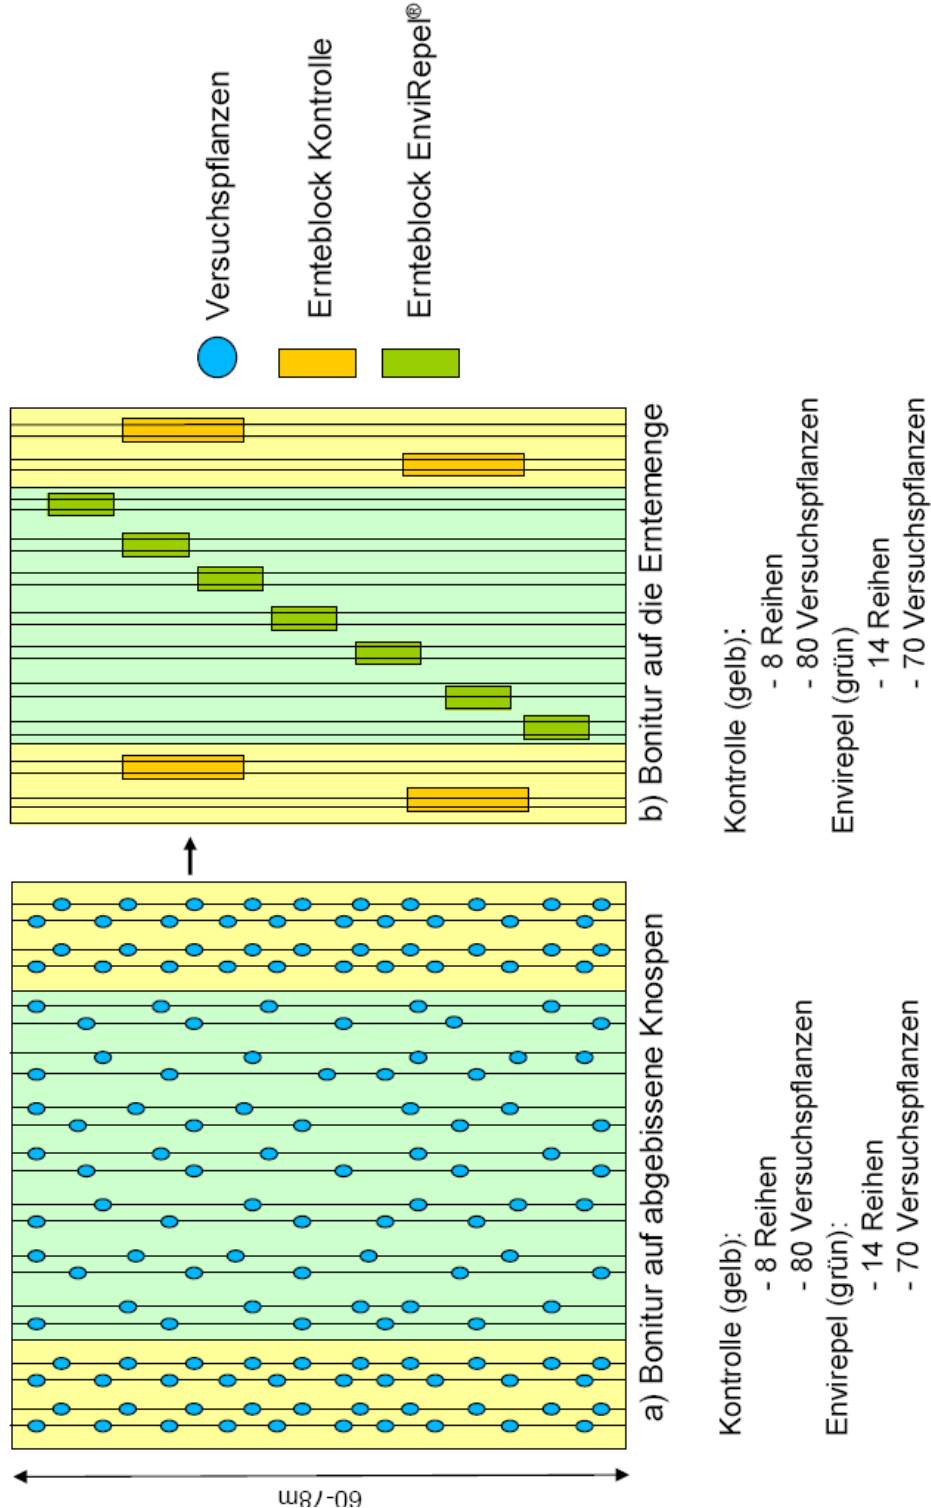 60-78m
a) Bonitur auf abgebissene Knospen
Kontrolle (gelb):
- 8 Reihen
- 80 Versuchspflanzen
Envirepel (grün):
- 14 Reihen
- 70 Versuchspflanzen
b) Bonitur auf die Erntemenge
Kontrolle (gelb):
- 8 Reihen
- 80 Versuchspflanzen
Envirepel (grün)
- 14 Reihen
- 70 Versuchspflanzen
Versuchspflanzen
Ernteblock Kontrolle
Ernteblock EnviRepel®